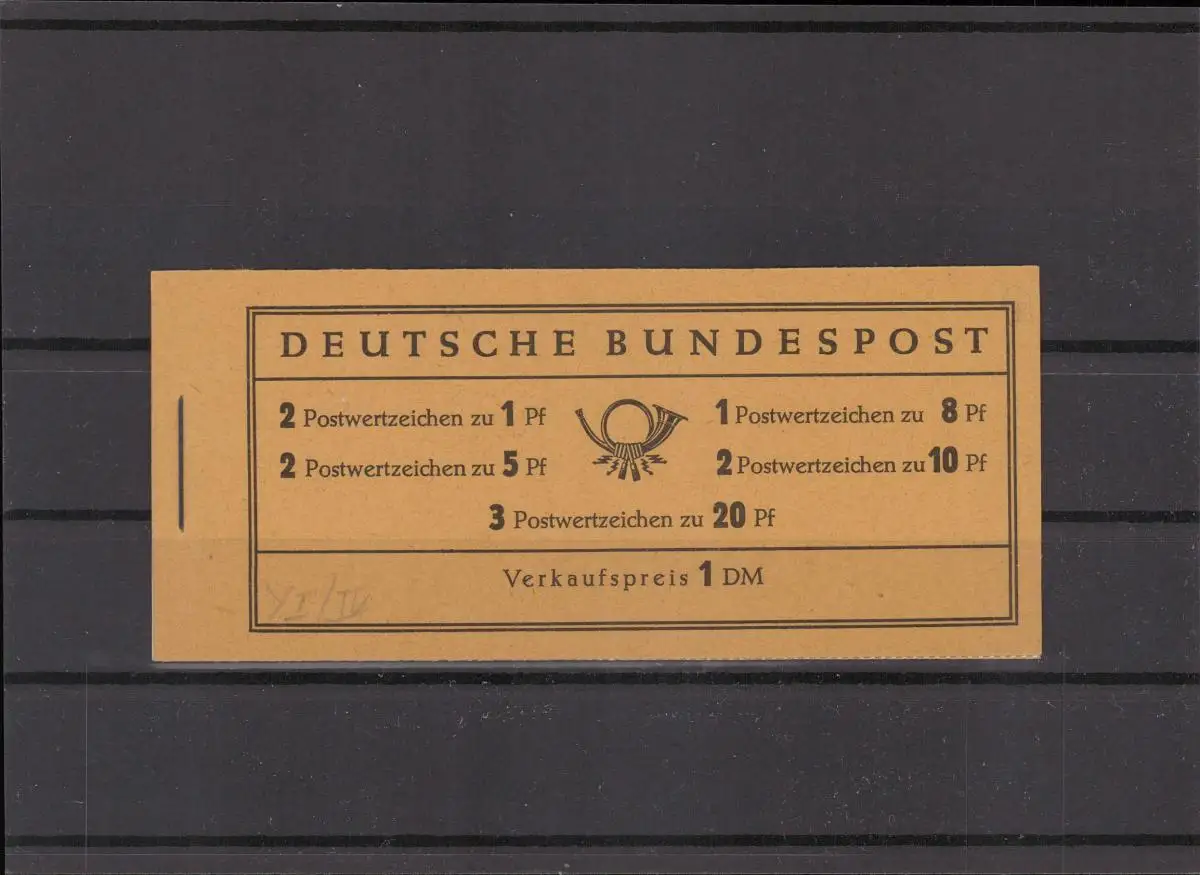 DEUTSCHE BUNDESPOST
2 Postwertzeichen zu 1 Pf
1 Postwertzeichen zu 8 Pf
2 Postwertzeichen zu 5 Pf
2 Postwertzeichen zu 10 Pf
3 Postwertzeichen zu 20 Pf
Verkaufspreis 1 DM